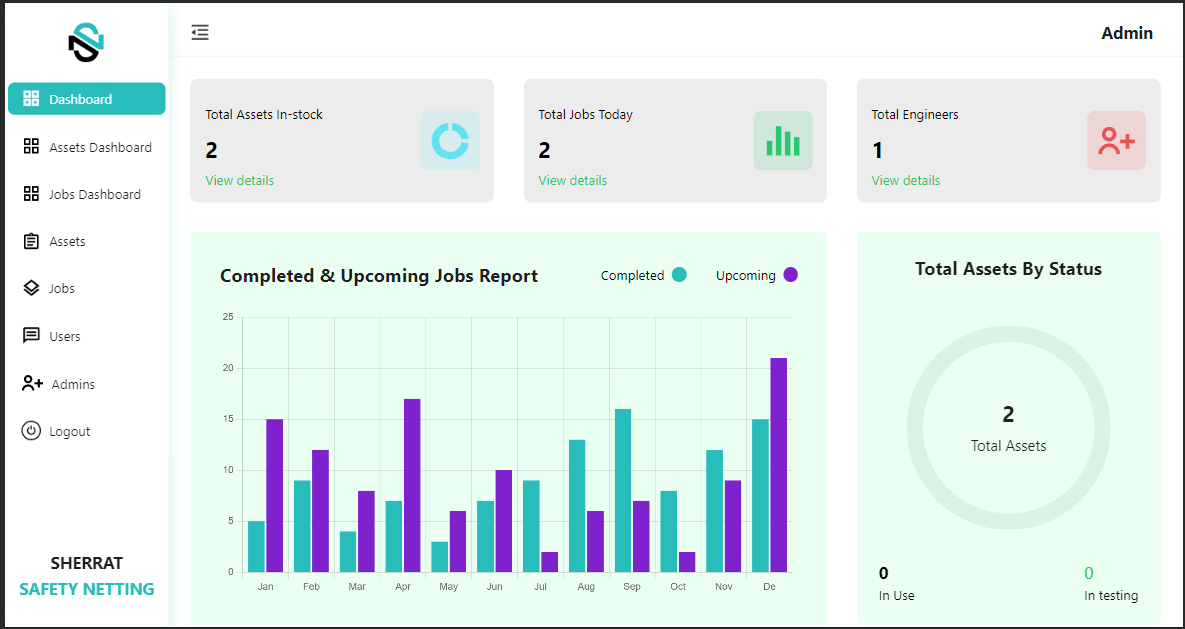 Admin
Dashboard
Assets Dashboard
Jobs Dashboard
Assets
Jobs
Users
Admins
Logout
SHERRAT
SAFETY NETTING
Total Assets In-stock
2
View details
Total Jobs Today
2
View details
Total Engineers
1
View details
Completed & Upcoming Jobs Report
Completed
Upcoming
25
20
15
10
5
0
Jan Feb Mar Apr May Jun Jul Aug Sep Oct Nov De
Total Assets By Status
2
Total Assets
0
In Use
0
In testing